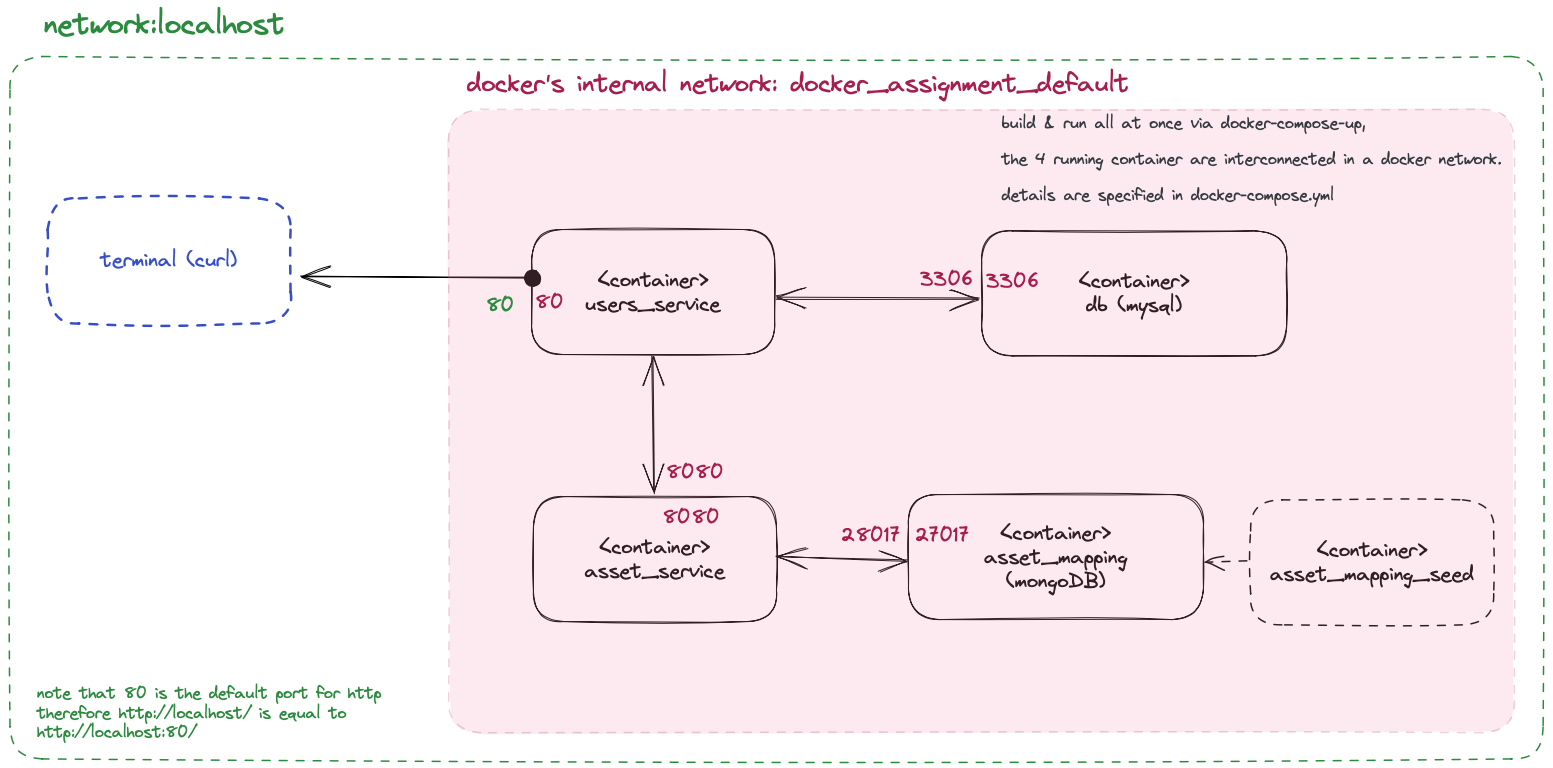 network:localhost
docker's internal network: docker_assignment_default
build & run all at once via docker-compose-up,
the 4 running container are interconnected in a docker network.
details are specified in docker-compose.yml
terminal (curl)
80
80
<container>
users_service
3306
3306
<container>
db (mysql)
8080
8080
<container>
asset_service
28017
27017
<container>
asset_mapping
(mongoDB)
<container>
asset_mapping_seed
note that 80 is the default port for http
therefore http://localhost/ is equal to
http://localhost:80/